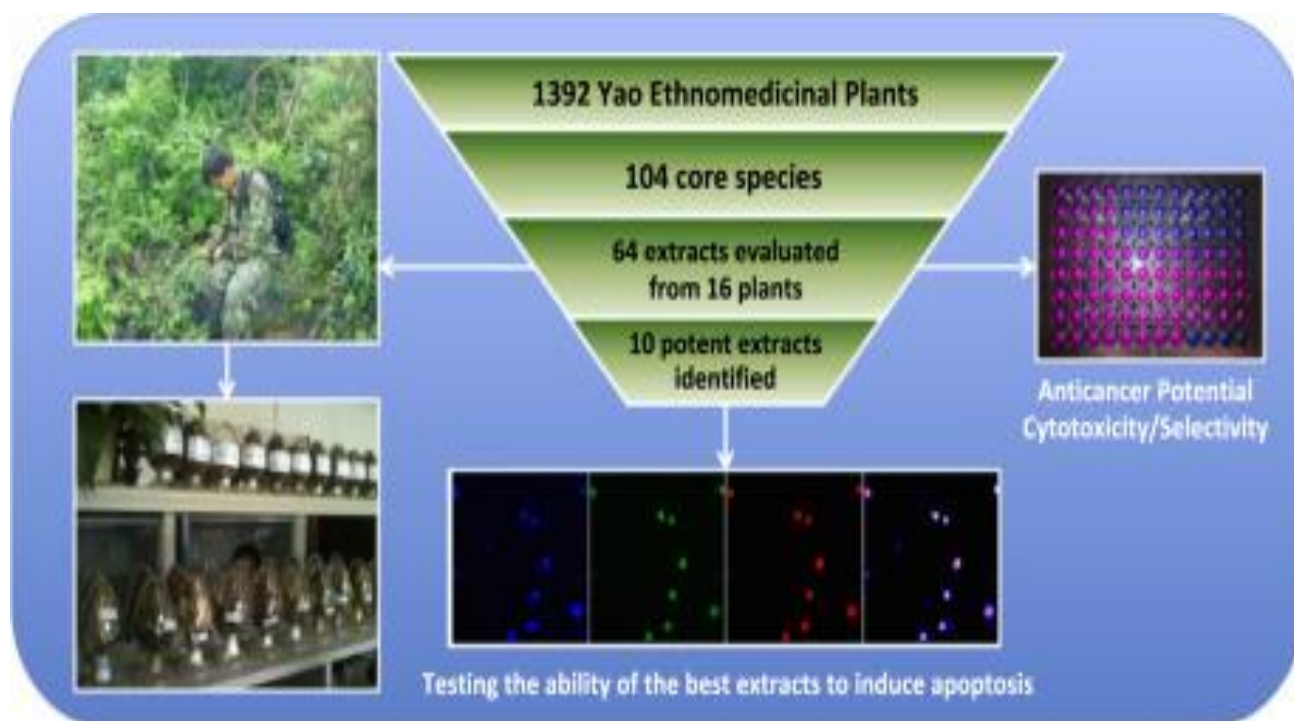 1392 Yao Ethnomedicinal Plants
104 core species
64 extracts evaluated
from 16 plants
10 potent extracts
identified
Anticancer Potential
Cytotoxicity/Selectivity
Testing the ability of the best extracts to induce apoptosis